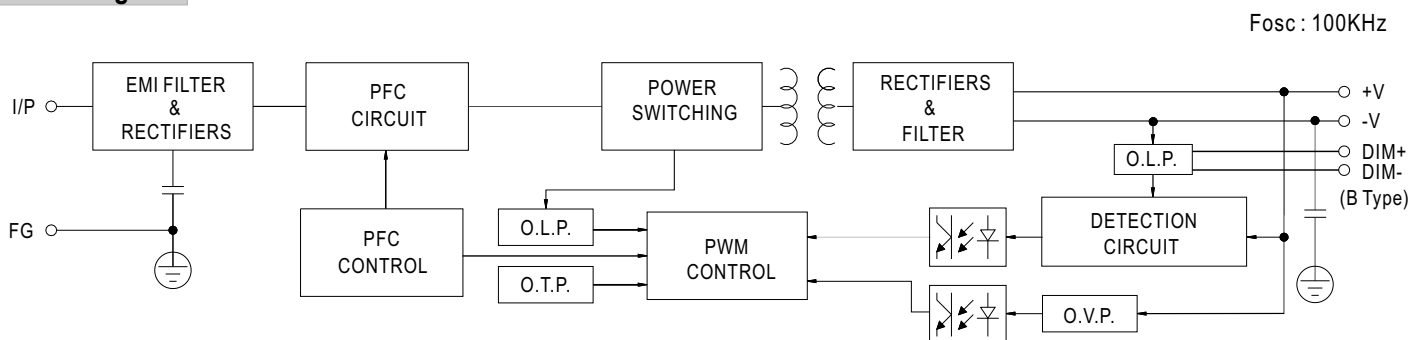 Fosc : 100KHz
I/P
EMI FILTER
&
RECTIFIERS
PFC
CIRCUIT
POWER
SWITCHING
RECTIFIERS
&
FILTER
+V
-V
DIM+
DIM-
(B Type)
O.L.P.
FG
PFC
CONTROL
O.L.P.
O.T.P.
PWM
CONTROL
DETECTION
CIRCUIT
O.V.P.